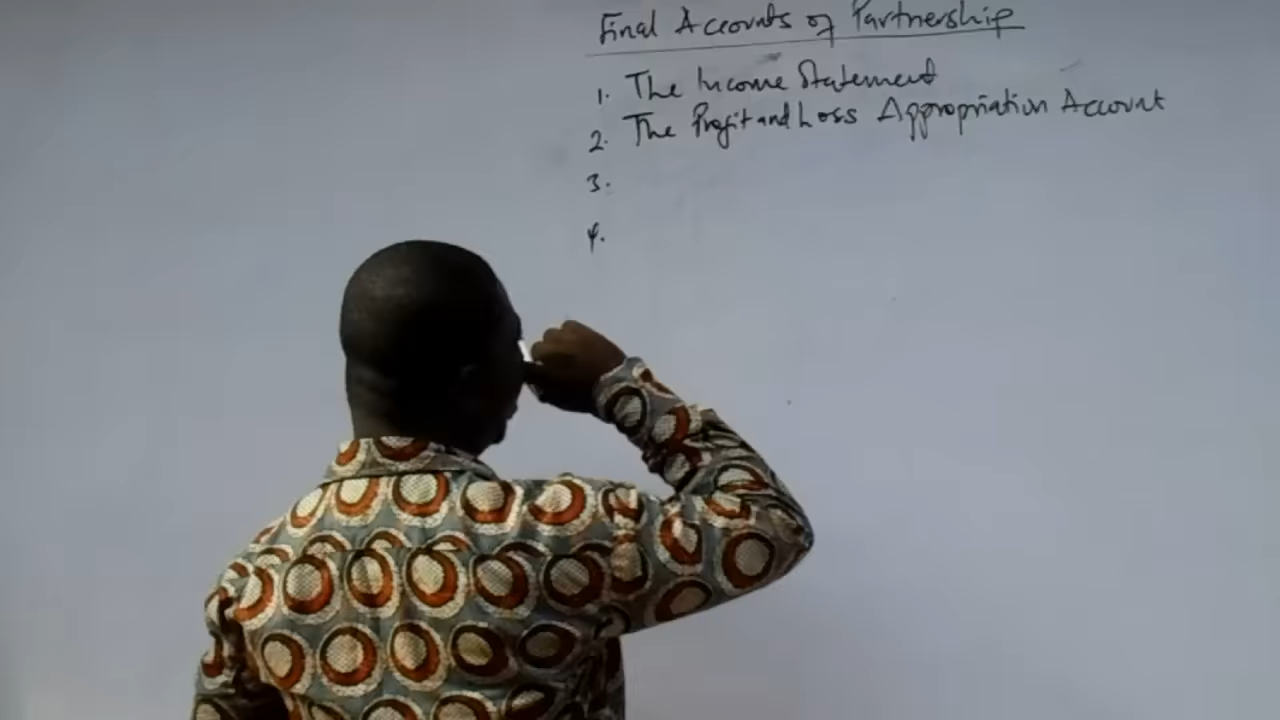 Final Accounts of Partnership
1. The Income Statement
2. The Profit and Loss Appropriation Account
3.
4.